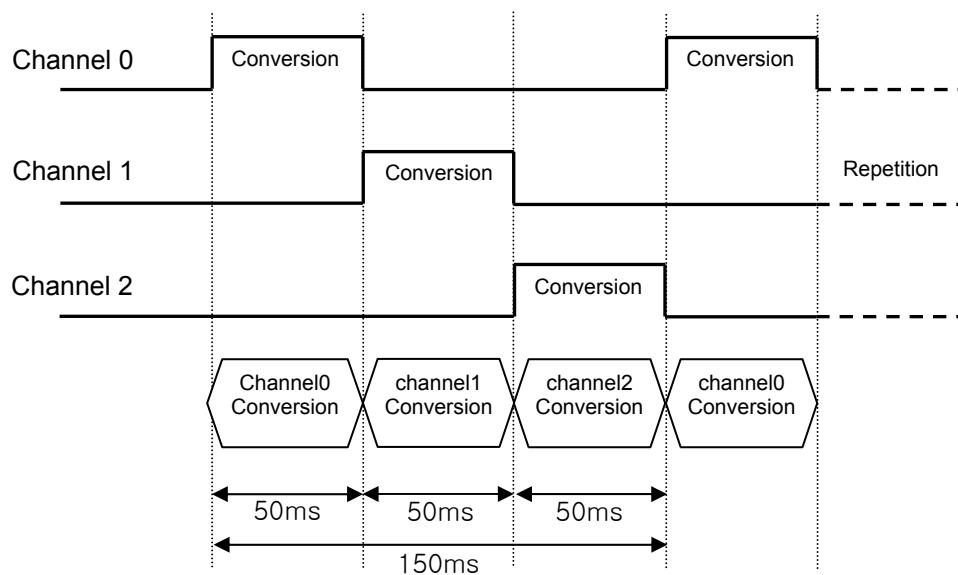 Channel 0
Conversion
Conversion
Channel 1
Conversion
Repetition
Channel 2
Conversion
Channel0
Conversion
channel1
Conversion
channel2
Conversion
channel0
Conversion
50ms
50ms
50ms
150ms